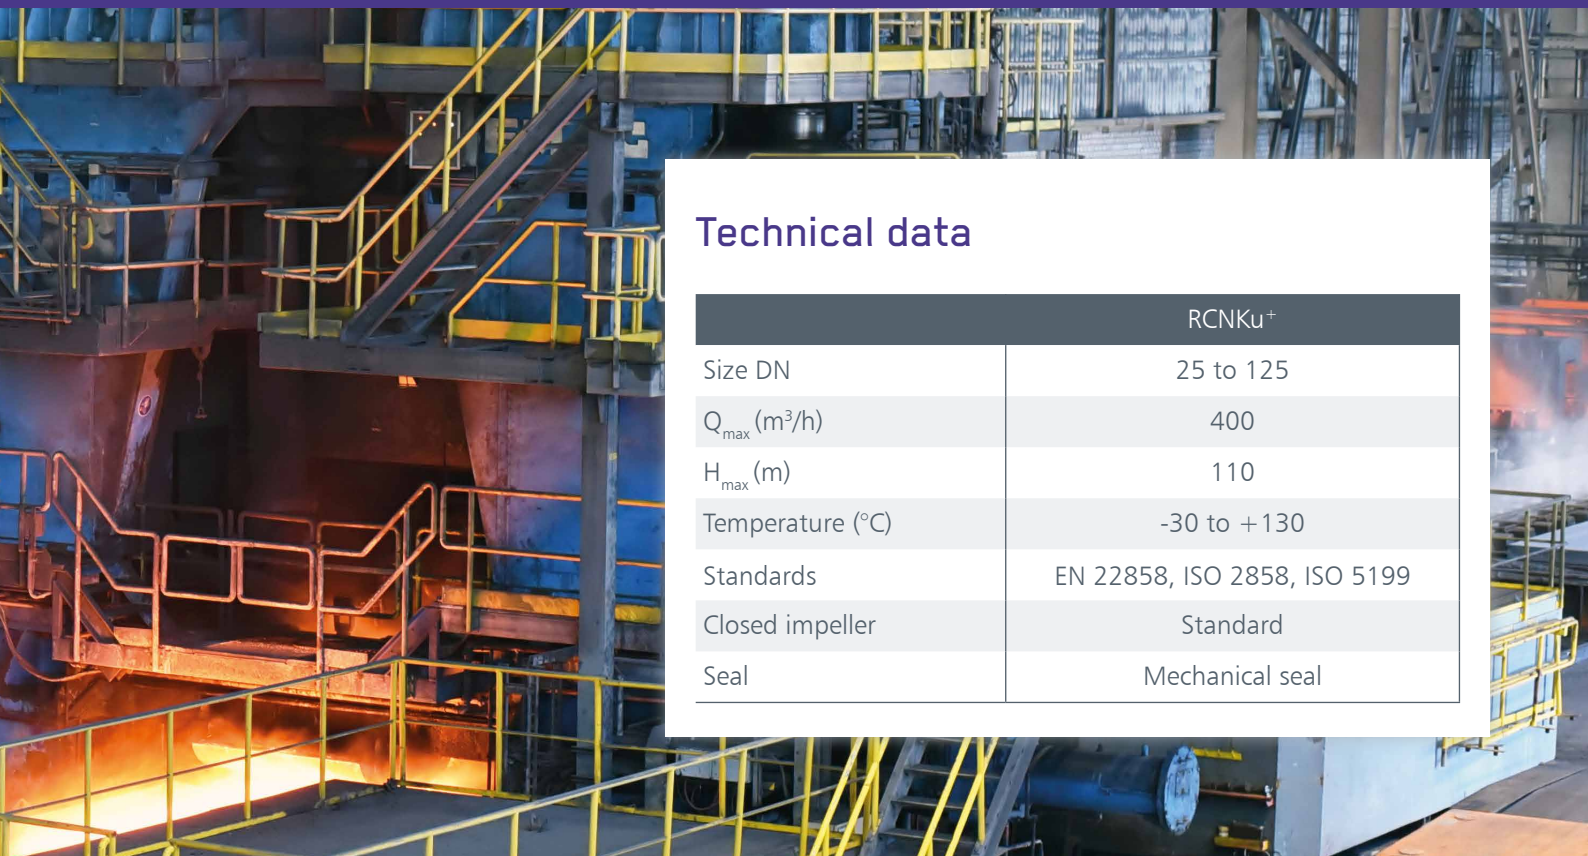 Technical data
RCNKu⁺
Size DN 25 to 125
Qmax (m³/h) 400
Hmax (m) 110
Temperature (°C) -30 to +130
Standards EN 22858, ISO 2858, ISO 5199
Closed impeller Standard
Seal Mechanical seal